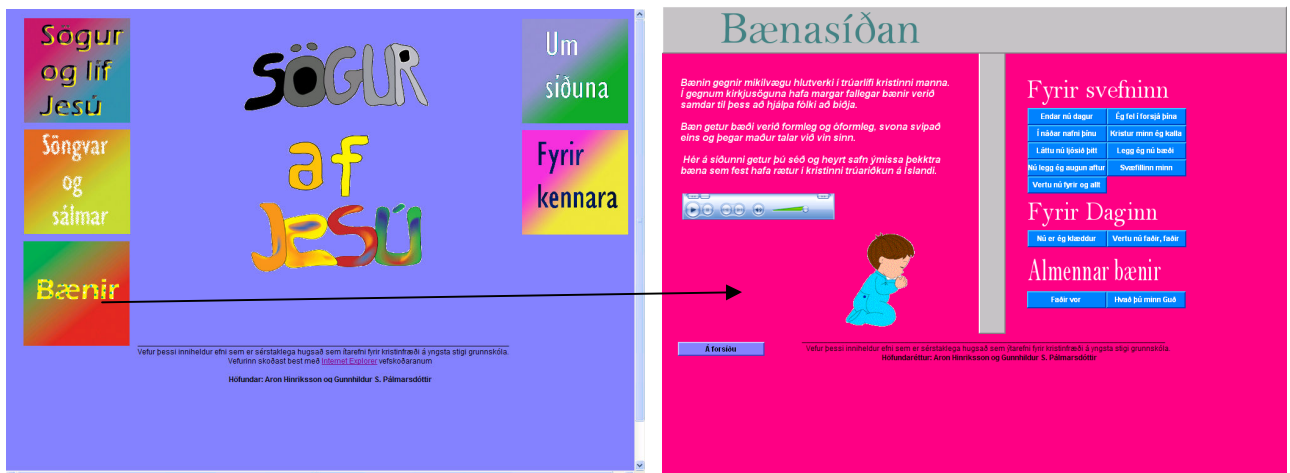 Sögur
og líf
Jesú
Söngvar
og
sálmar
Bænir
SÖGUR
af
JESÚ
Um
síðuna
Fyrir
kennara
Vefur þessi inniheldur efni sem er sérstaklega hugsað sem ítarefni fyrir kristinfræði á yngsta stigi grunnskóla.
Vefurinn skoðast best með Internet Explorer vefskoðaranum
Höfundar: Aron Hinriksson og Gunnhildur S. Pálmarsdóttir
Bænasíðan
Bænin gegnir mikilvægu hlutverki í trúarlífi kristinni manna.
Í gegnum kirkjusöguna hafa margar fallegar bænir verið
samdar til þess að hjálpa fólki að biðja.
Bæn getur bæði verið formleg og óformleg, svona svipað
eins og þegar maður talar við vin sinn.
Hér á síðunni getur þú séð og heyrt safn ýmissa þekktra
bæna sem fest hafa rætur í kristinni trúariðkun á Íslandi.
Fyrir svefninn
Endar nú dagur Ég fel í forsjá þína
Í náðar nafni þínu Kristur minn ég kalla
Láttu nú ljósið þitt Legg ég nú bæði
Nú legg ég augun aftur Svæfillinn minn
Vertu nú yfir og allt
Fyrir Daginn
Nú er ég klæddur Vertu nú faðir, faðir
Almennar bænir
Faðir vor Hvað þú minn Guð
Á forsíðu
Vefur þessi inniheldur efni sem er sérstaklega hugsað sem ítarefni fyrir kristinfræði á yngsta stigi grunnskóla.
Höfundaréttur: Aron Hinriksson og Gunnhildur S. Pálmarsdóttir